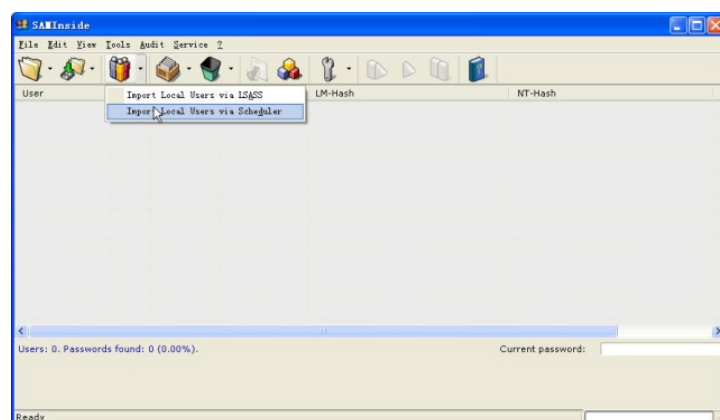 SAMInside
File Edit View Tools Audit Service ?
User LM-Hash NT-Hash
Import Local Users via LSASS
Import Local Users via Scheduler
Users: 0. Passwords found: 0 (0.00%). Current password:
Ready